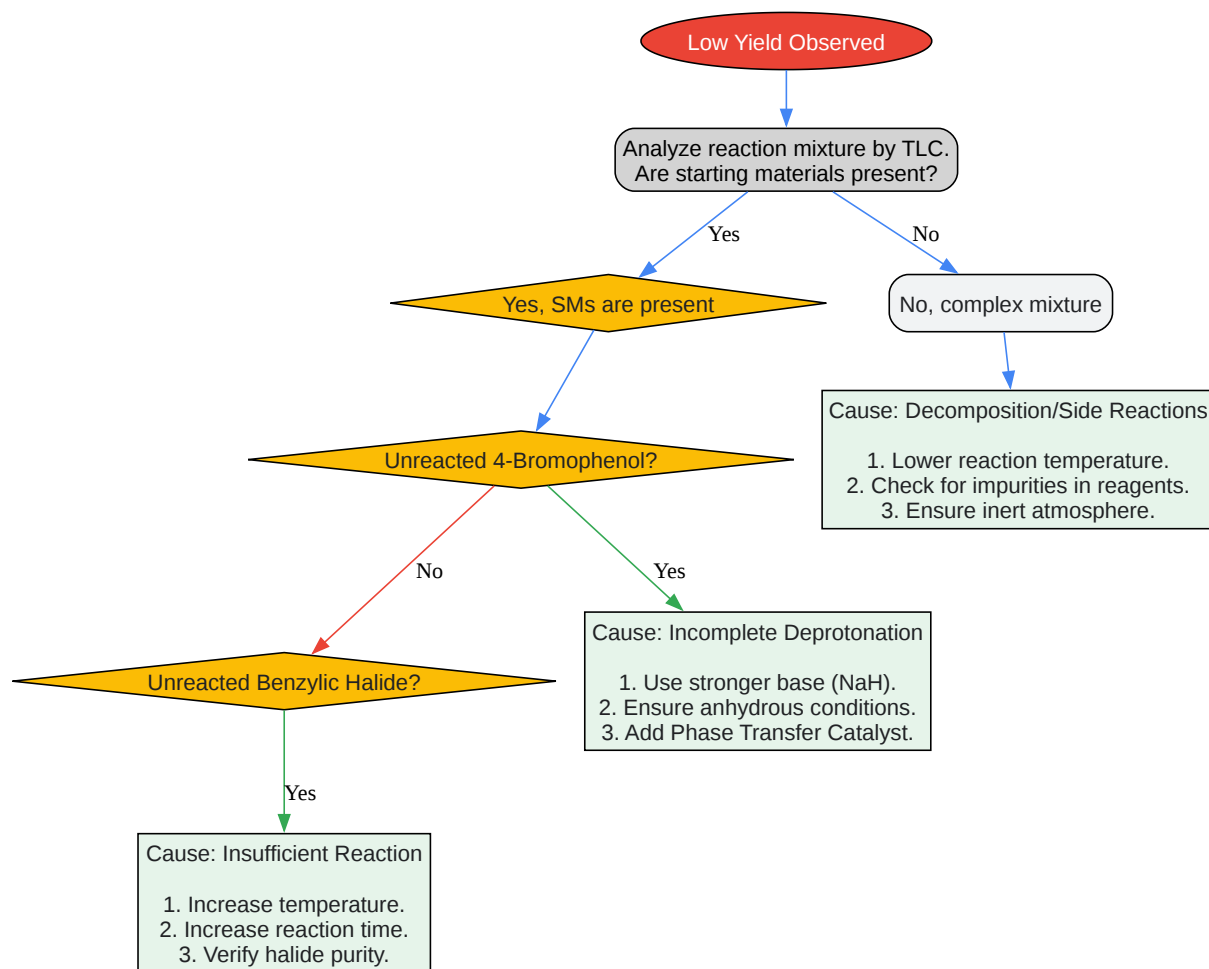 Low Yield Observed
Analyze reaction mixture by TLC.
Are starting materials present?
Yes
No
Yes, SMs are present
No, complex mixture
Cause: Decomposition/Side Reactions
1. Lower reaction temperature.
2. Check for impurities in reagents.
3. Ensure inert atmosphere.
Unreacted 4-Bromophenol?
No
Yes
Cause: Incomplete Deprotonation
1. Use stronger base (NaH).
2. Ensure anhydrous conditions.
3. Add Phase Transfer Catalyst.
Unreacted Benzylic Halide?
Yes
Cause: Insufficient Reaction
1. Increase temperature.
2. Increase reaction time.
3. Verify halide purity.